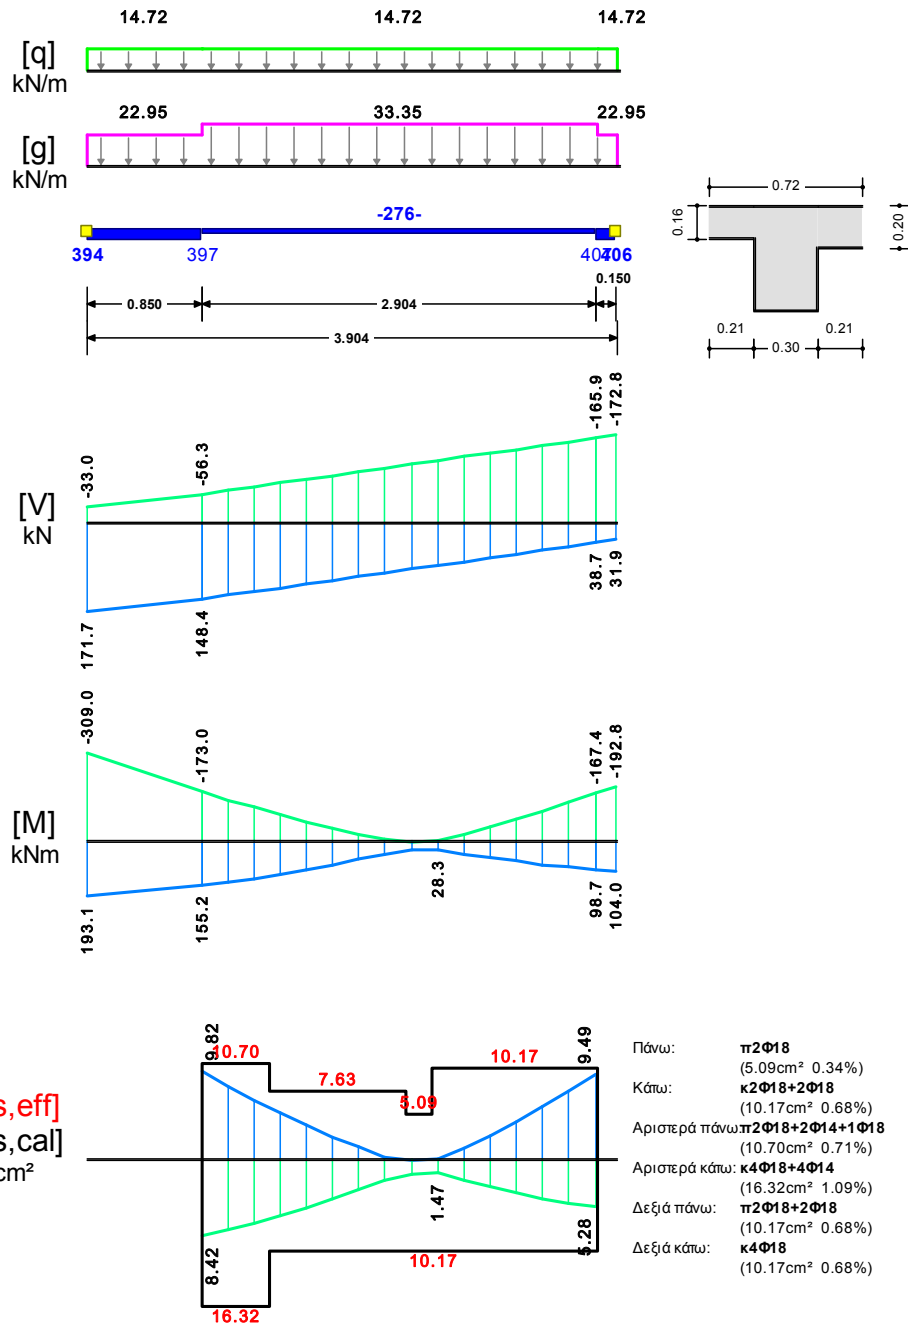 14.72 14.72 14.72
[q]
kN/m
22.95 33.35 22.95
[g]
kN/m
-276-
394 397 406
0.850 2.904 0.150
3.904
0.72
0.16 0.20
0.21 0.30 0.21
[V]
kN
-33.0 -56.3 -165.9 -172.8
171.7 148.4 38.7 31.9
[M]
kNm
-309.0 -173.0 -167.4 -192.8
193.1 155.2 28.3 98.7 104.0
s,eff]
s,cal]
cm²
9.82 10.70 7.63 5.09 10.17 9.49
8.42 16.32 1.47 10.17 5.28
Πάνω: π2Φ18
(5.09cm² 0.34%)
Κάτω: κ2Φ18+2Φ18
(10.17cm² 0.68%)
Αριστερά πάνω: π2Φ18+2Φ14+1Φ18
(10.70cm² 0.71%)
Αριστερά κάτω: κ4Φ18+4Φ14
(16.32cm² 1.09%)
Δεξιά πάνω: π2Φ18+2Φ18
(10.17cm² 0.68%)
Δεξιά κάτω: κ4Φ18
(10.17cm² 0.68%)